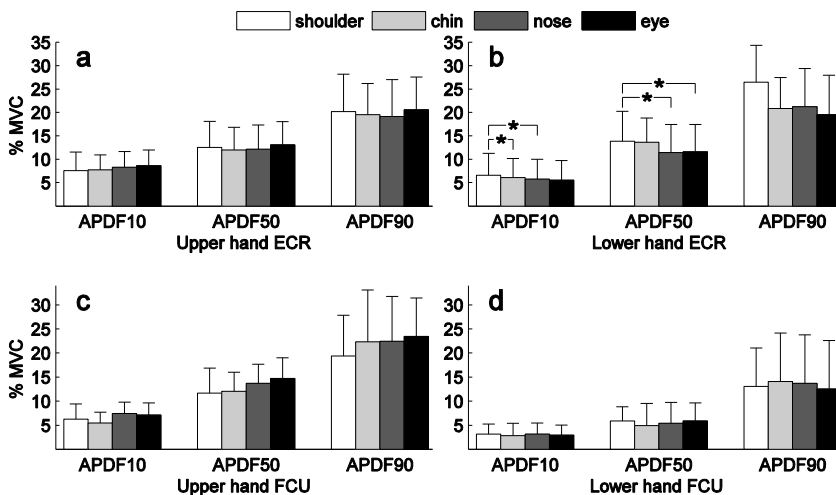 shoulder chin nose eye
a
% MVC
35
30
25
20
15
10
5
APDF10 APDF50 APDF90
Upper hand ECR
b
35
30
25
20
15
10
5
* *
* *
APDF10 APDF50 APDF90
Lower hand ECR
c
% MVC
30
25
20
15
10
5
APDF10 APDF50 APDF90
Upper hand FCU
d
30
25
20
15
10
5
APDF10 APDF50 APDF90
Lower hand FCU